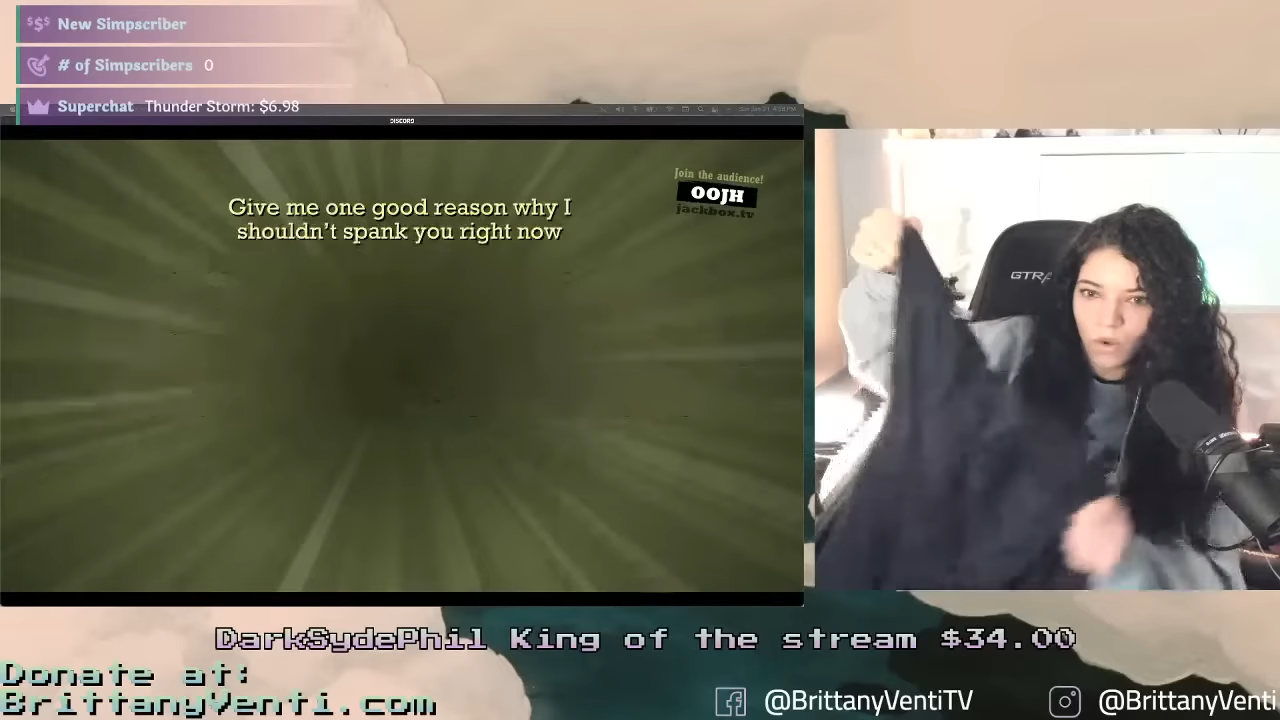 New Simpscriber
# of Simpscribers 0
Superchat Thunder Storm: $6.98
DISCORD
Join the audience!
OOJH
jackbox.tv
Give me one good reason why I
shouldn't spank you right now
GTR
DarkSydePhil King of the stream $34.00
Donate at:
BrittanyVenti.com
@BrittanyVentiTV
@BrittanyVenti